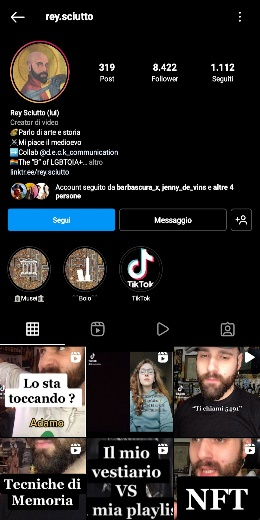 rey.sciutto
319
8.422
1.112
Post
Follower
Seguiti
Rey Sciutto (lui)
Creator di video
Parlo di arte e storia
Mi piace il medioevo
Collab @d.e.c.k_communication
The "B" of LGBTQIA+... altro
linktr.ee/rey.sciutto
Account seguito da barbascura_x, jenny_de_vins e altre 4
persone
Segui
Messaggio
TikTok
Musei
Bolo
TikTok
Lo sta
toccando ?
Adamo
"Ti chiami 5491"
Tecniche di
Memoria
Il mio
vestiario
VS
mia playlis
NFT